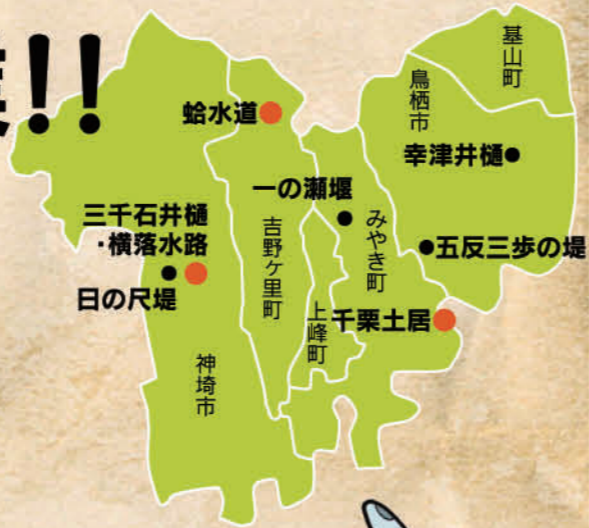 !!
基山町
鳥栖市
蛤水道
幸津井樋
一の瀬堰
三千石井樋
・横落水路
みやき町
吉野ヶ里町
五反三歩の堤
日の尺堤
上峰町
千栗土居
神埼市